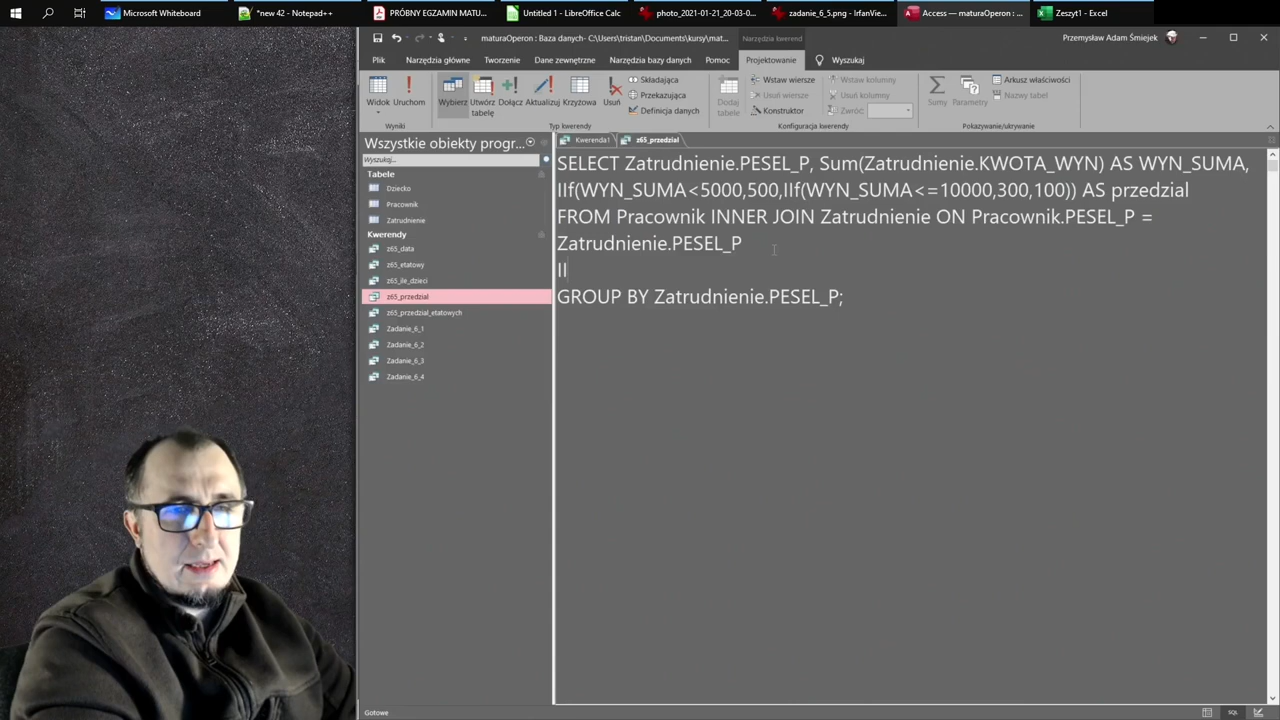 Microsoft Whiteboard
*new 42 - Notepad++
PRÓBNY EGZAMIN MATU...
Untitled 1 - LibreOffice Calc
photo_2021-01-21_20-03-0...
zadanie_6_5.png - IrfanVie...
Access — maturaOperon : ...
Zeszyt1 - Excel
maturaOperon : Baza danych- C:\Users\tristan\Documents\kursy\mat...
Narzędzia kwerend
Przemysław Adam Śmiejek
Plik
Narzędzia główne
Tworzenie
Dane zewnętrzne
Narzędzia bazy danych
Pomoc
Projektowanie
Wyszukaj
Widok
Uruchom
Wybierz
Utwórz tabelę
Dołącz
Aktualizuj
Krzyżowa
Usuń
Składająca
Przekazująca
Definicja danych
Dodaj tabele
Wstaw wiersze
Usuń wiersze
Konstruktor
Wstaw kolumny
Usuń kolumny
Zwróć:
Sumy
Parametry
Arkusz właściwości
Nazwy tabel
Wyniki
Typ kwerendy
Konfiguracja kwerendy
Pokazywanie/ukrywanie
Wszystkie obiekty progr...
Wyszukaj...
Tabele
Dziecko
Pracownik
Zatrudnienie
Kwerendy
z65_data
z65_etatowy
z65_ile_dzieci
z65_przedzial
z65_przedzial_etatowych
Zadanie_6_1
Zadanie_6_2
Zadanie_6_3
Zadanie_6_4
Kwerenda1
z65_przedzial
SELECT Zatrudnienie.PESEL_P, Sum(Zatrudnienie.KWOTA_WYN) AS WYN_SUMA,
IIf(WYN_SUMA<5000,500,IIf(WYN_SUMA<=10000,300,100)) AS przedzial
FROM Pracownik INNER JOIN Zatrudnienie ON Pracownik.PESEL_P =
Zatrudnienie.PESEL_P
II
GROUP BY Zatrudnienie.PESEL_P;
Gotowe
SQL